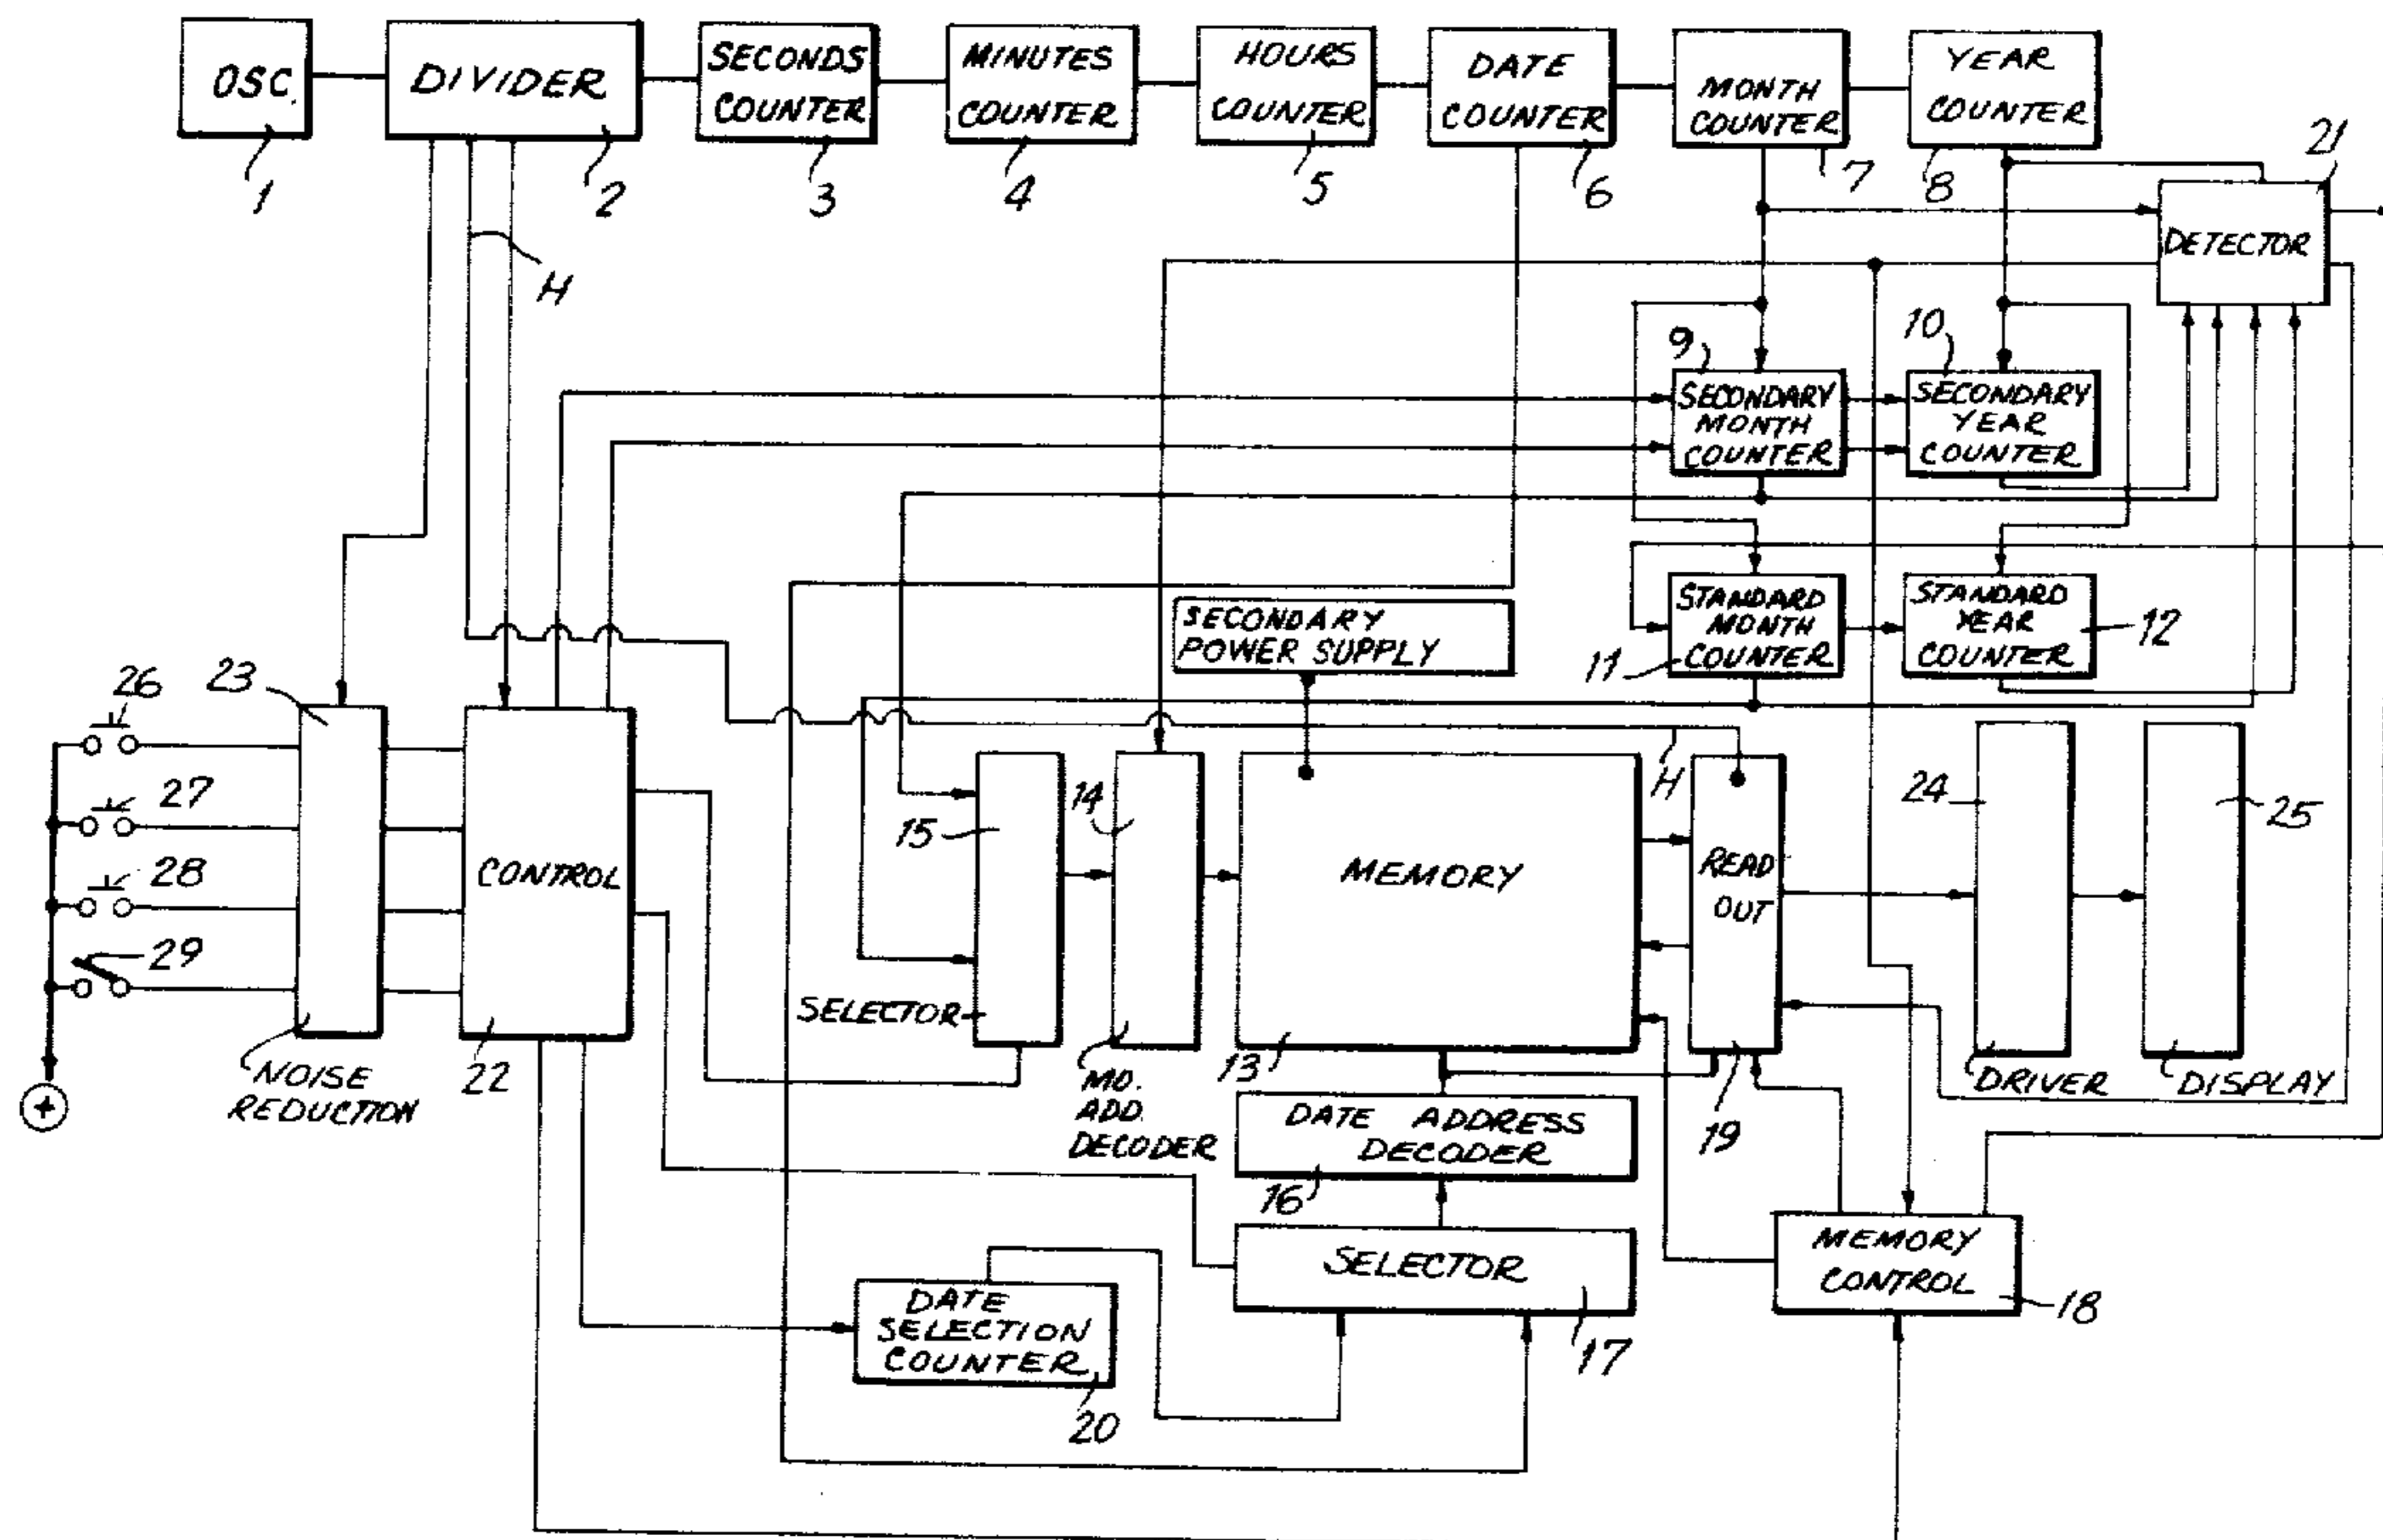 OSC.
DIVIDER
SECONDS
COUNTER
MINUTES
COUNTER
HOURS
COUNTER
DATE
COUNTER
MONTH
COUNTER
YEAR
COUNTER
1
2
3
4
5
6
7
8
21
DETECTOR
H
9
10
SECONDARY
MONTH
COUNTER
SECONDARY
YEAR
COUNTER
SECONDARY
POWER SUPPLY
STANDARD
MONTH
COUNTER
STANDARD
YEAR
COUNTER
11
12
23
26
27
28
29
CONTROL
15
14
MEMORY
H
READ
OUT
24
25
SELECTOR
NOISE
REDUCTION
22
MO.
ADD.
DECODER
13
19
DRIVER
DISPLAY
+
DATE ADDRESS
DECODER
16
SELECTOR
17
MEMORY
CONTROL
18
DATE
SELECTION
COUNTER
20